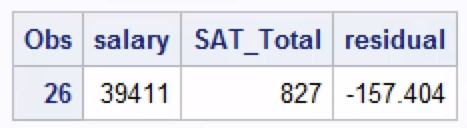 Obs salary SAT_Total residual
26 39411 827 -157.404